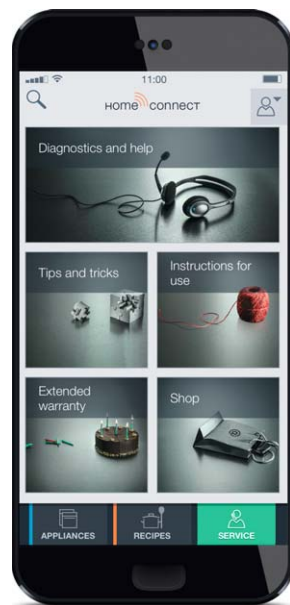 11:00
HOME CONNECT
Diagnostics and help
Tips and tricks
Instructions for
use
Extended
warranty
Shop
@
APPLIANCES
RECIPES
SERVICE